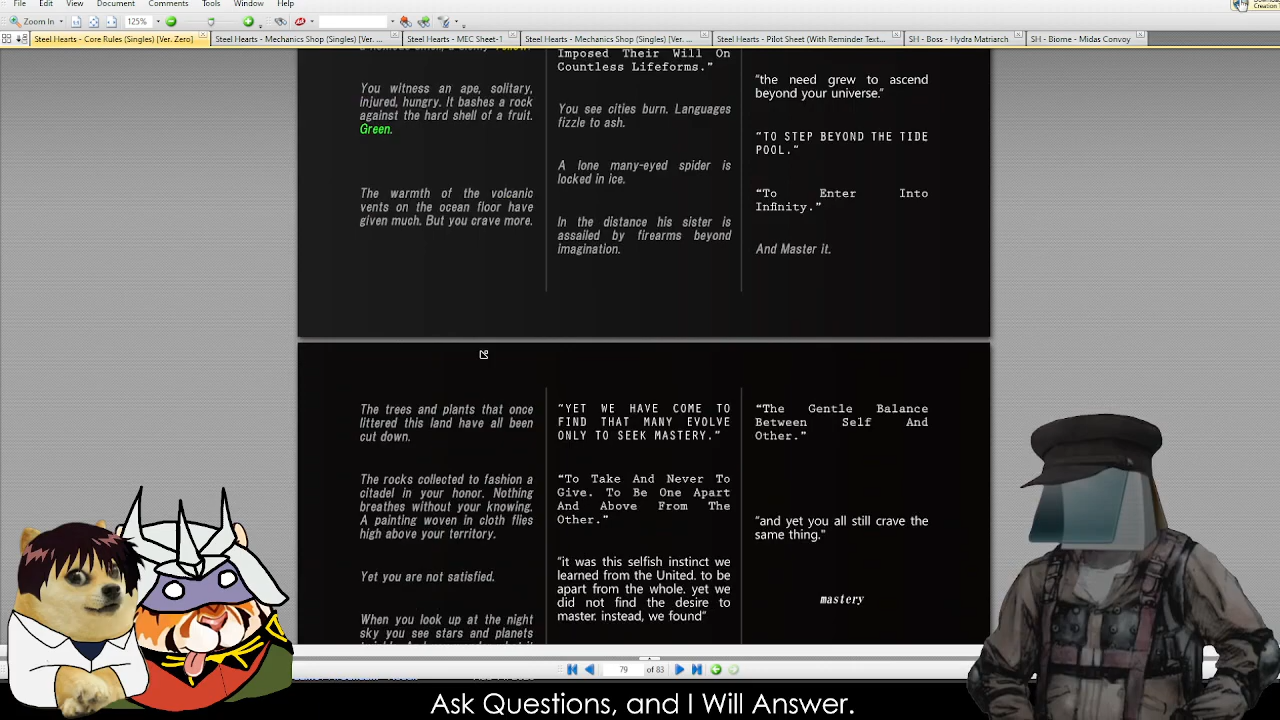 File Edit View Document Comments Tools Window Help
Zoom In 125%
Steel Hearts - Core Rules (Singles) [Ver. Zero]
Steel Hearts - Mechanics Shop (Singles) [Ver. ...
Steel Hearts - MEC Sheet-1
Steel Hearts - Mechanics Shop (Singles) [Ver. ...
Steel Hearts - Pilot Sheet (With Reminder Text...
SH - Boss - Hydra Matriarch
SH - Biome - Midas Convoy
Creation
You witness an ape, solitary,
injured, hungry. It bashes a rock
against the hard shell of a fruit.
Green.
The warmth of the volcanic
vents on the ocean floor have
given much. But you crave more.
Imposed Their Will On
Countless Lifeforms."
You see cities burn. Languages
fizzle to ash.
A lone many-eyed spider is
locked in ice.
In the distance his sister is
assailed by firearms beyond
imagination.
"the need grew to ascend
beyond your universe."
"TO STEP BEYOND THE TIDE
POOL."
"To Enter Into
Infinity."
And Master it.
The trees and plants that once
littered this land have all been
cut down.
The rocks collected to fashion a
citadel in your honor. Nothing
breathes without your knowing.
A painting woven in cloth flies
high above your territory.
Yet you are not satisfied.
When you look up at the night
sky you see stars and planets
"YET WE HAVE COME TO
FIND THAT MANY EVOLVE
ONLY TO SEEK MASTERY."
"To Take And Never To
Give. To Be One Apart
And Above From The
Other."
"it was this selfish instinct we
learned from the United. to be
apart from the whole. yet we
did not find the desire to
master. instead, we found"
"The Gentle Balance
Between Self And
Other."
"and yet you all still crave the
same thing."
mastery
79 of 83
Ask Questions, and I Will Answer.